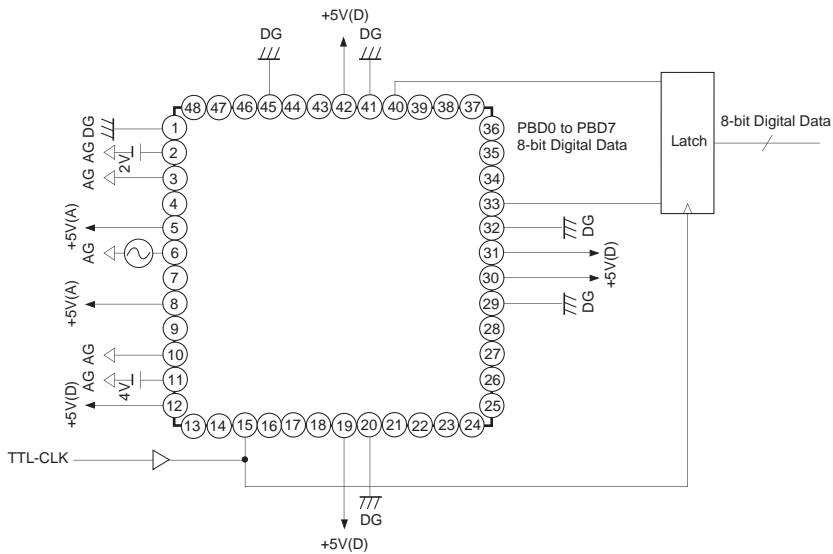 +5V(D)
DG
DG
48 47 46 45 44 43 42 41 40 39 38 37
1
2
3
4
5
6
7
8
9
10
11
12
DG
AG
2V
AG
+5V(A)
AG
+5V(A)
AG
AG
4V
+5V(D)
36
35
34
33
32
31
30
29
28
27
26
25
PBD0 to PBD7
8-bit Digital Data
Latch
8-bit Digital Data
DG
+5V(D)
DG
13 14 15 16 17 18 19 20 21 22 23 24
TTL-CLK
DG
+5V(D)